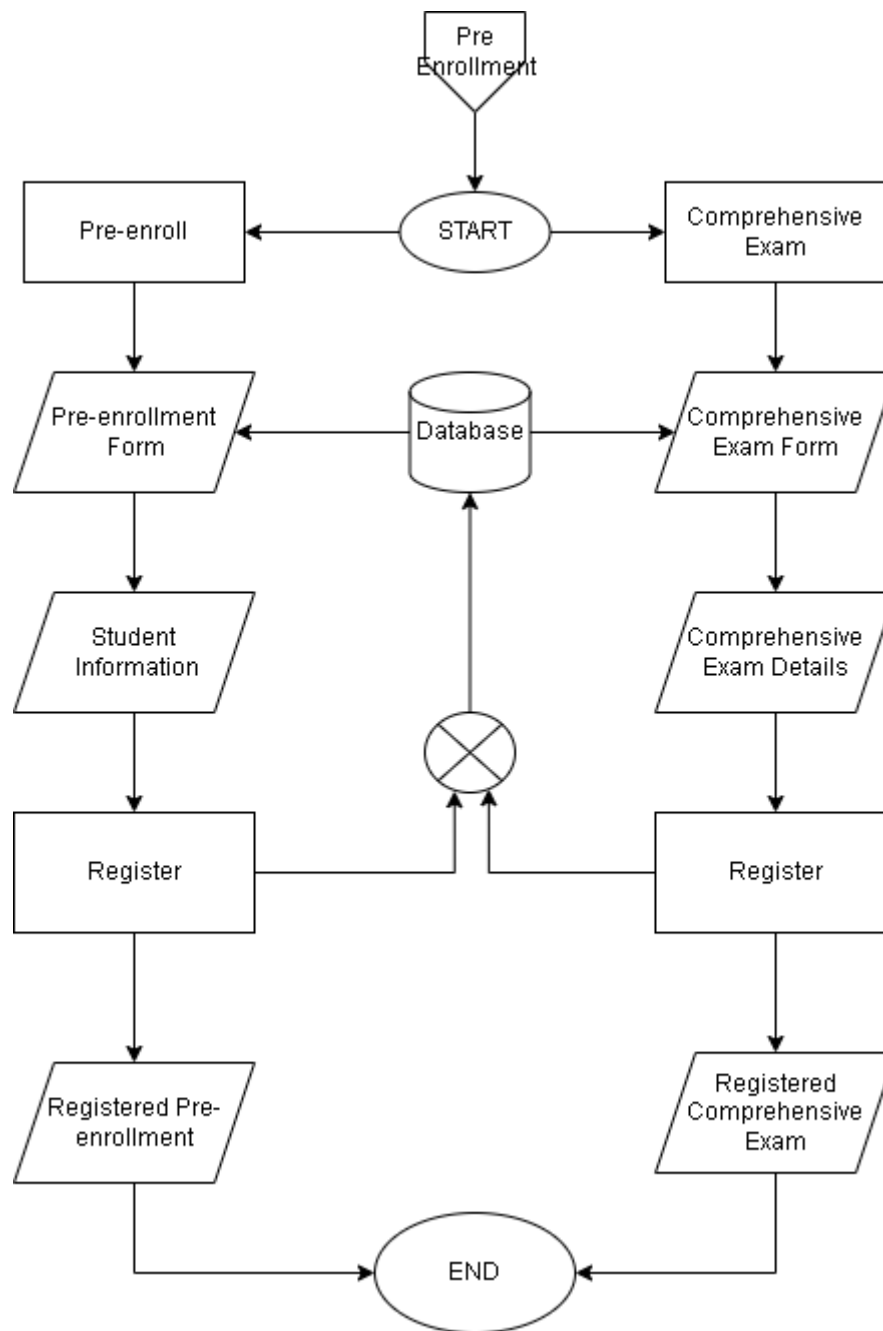 Pre
Enrollment
Pre-enroll
START
Comprehensive
Exam
Pre-enrollment
Form
Database
Comprehensive
Exam Form
Student
Information
Comprehensive
Exam Details
Register
Register
Registered Pre-
enrollment
Registered
Comprehensive
Exam
END